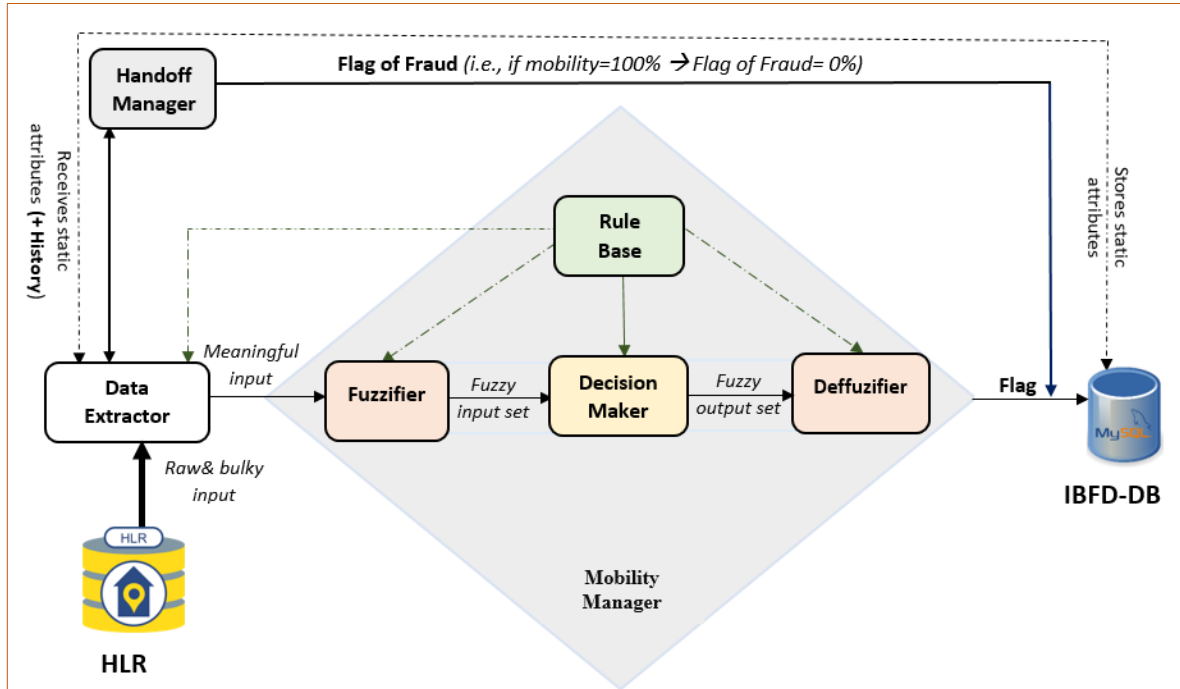 Handoff
Manager
Flag of Fraud (i.e., if mobility=100% → Flag of Fraud= 0%)
Receives static
attributes (+ History)
Stores static
attributes
Rule
Base
Data
Extractor
Meaningful
input
Fuzzifier
Fuzzy
input set
Decision
Maker
Fuzzy
output set
Deffuzifier
Flag
MySQL
IBFD-DB
Raw& bulky
input
HLR
HLR
Mobility
Manager